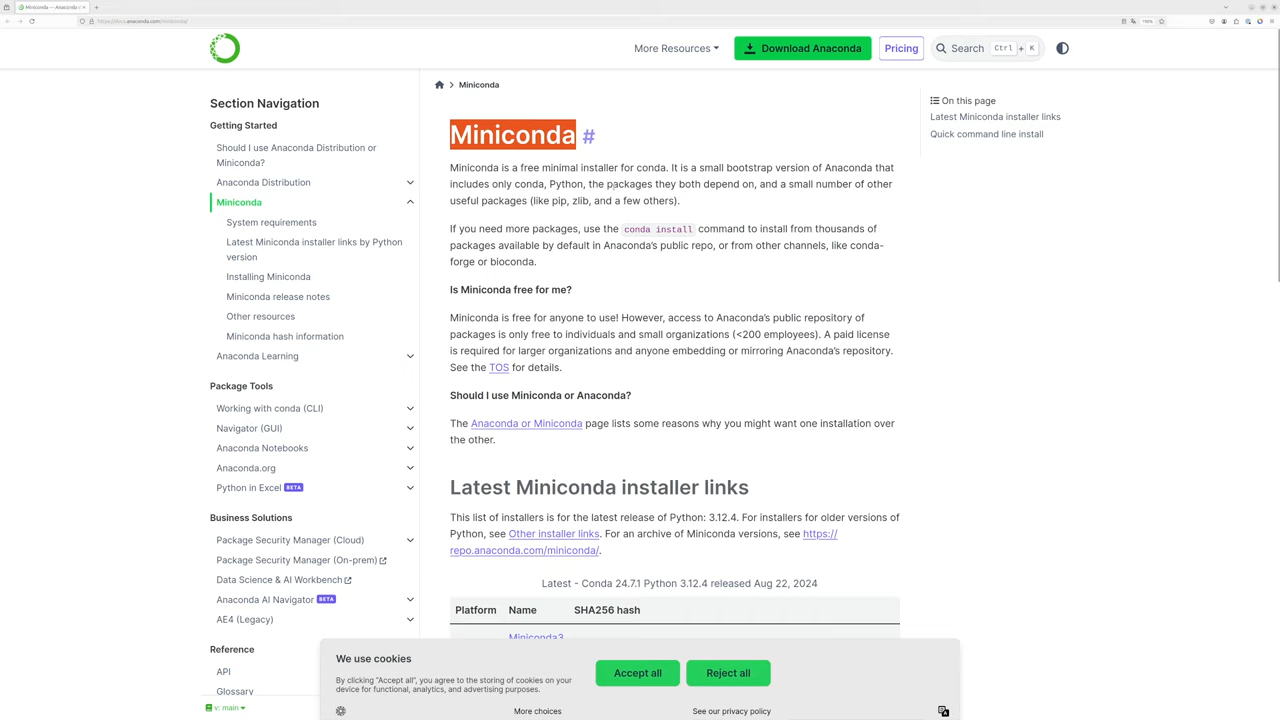 Miniconda — Anaconda
https://docs.anaconda.com/miniconda/
More Resources
Download Anaconda
Pricing
Search Ctrl + K
Section Navigation
Getting Started
Should I use Anaconda Distribution or
Miniconda?
Anaconda Distribution
Miniconda
System requirements
Latest Miniconda installer links by Python
version
Installing Miniconda
Miniconda release notes
Other resources
Miniconda hash information
Anaconda Learning
Package Tools
Working with conda (CLI)
Navigator (GUI)
Anaconda Notebooks
Anaconda.org
Python in Excel BETA
Business Solutions
Package Security Manager (Cloud)
Package Security Manager (On-prem)
Data Science & AI Workbench
Anaconda AI Navigator BETA
AE4 (Legacy)
Reference
API
Glossary
v: main
Miniconda
Miniconda #
Miniconda is a free minimal installer for conda. It is a small bootstrap version of Anaconda that
includes only conda, Python, the packages they both depend on, and a small number of other
useful packages (like pip, zlib, and a few others).
If you need more packages, use the conda install command to install from thousands of
packages available by default in Anaconda's public repo, or from other channels, like conda-
forge or bioconda.
Is Miniconda free for me?
Miniconda is free for anyone to use! However, access to Anaconda's public repository of
packages is only free to individuals and small organizations (<200 employees). A paid license
is required for larger organizations and anyone embedding or mirroring Anaconda's repository.
See the TOS for details.
Should I use Miniconda or Anaconda?
The Anaconda or Miniconda page lists some reasons why you might want one installation over
the other.
Latest Miniconda installer links
This list of installers is for the latest release of Python: 3.12.4. For installers for older versions of
Python, see Other installer links. For an archive of Miniconda versions, see https://
repo.anaconda.com/miniconda/.
Latest - Conda 24.7.1 Python 3.12.4 released Aug 22, 2024
Platform Name SHA256 hash
Miniconda3
On this page
Latest Miniconda installer links
Quick command line install
We use cookies
By clicking "Accept all", you agree to the storing of cookies on your
device for functional, analytics, and advertising purposes.
Accept all
Reject all
More choices
See our privacy policy